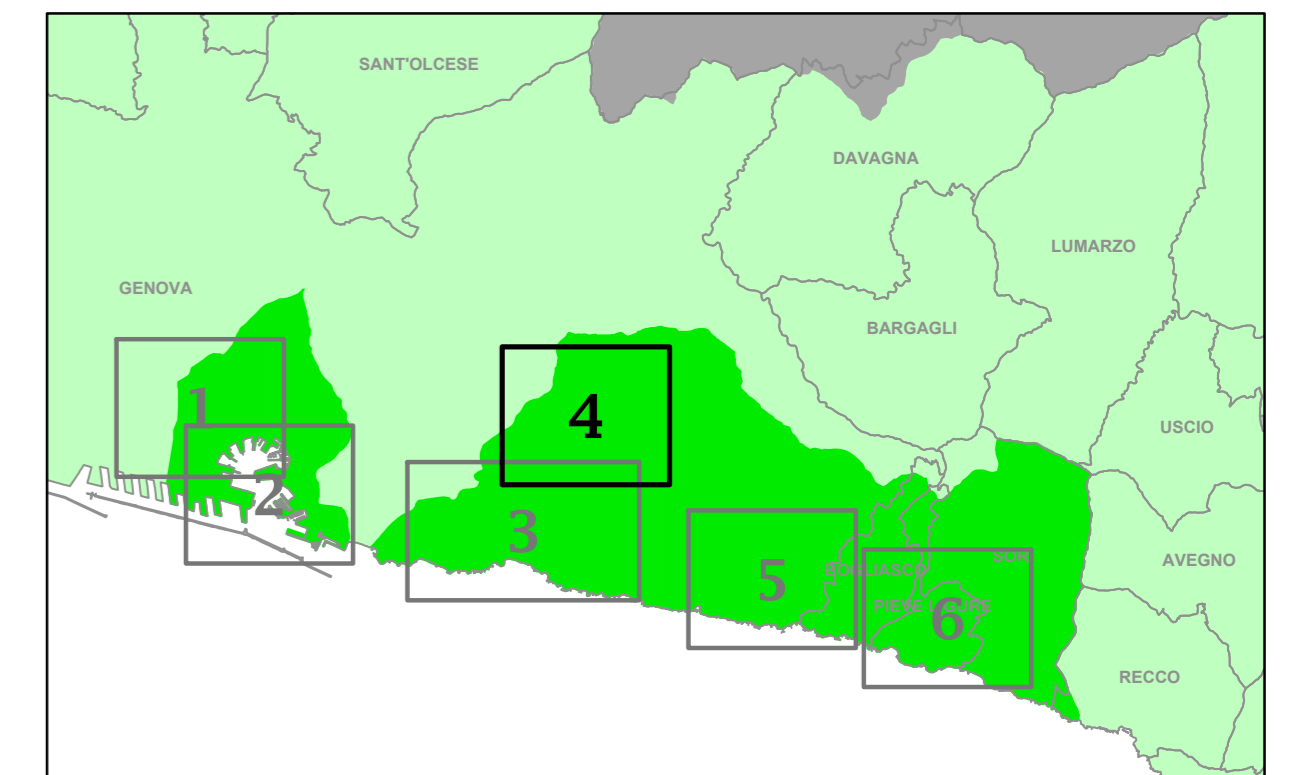 SANT'OLCESE
DAVAGNA
LUMARZO
GENOVA
BARGAGLI
1
4
USCIO
2
3
SORI
AVEGNO
BOGLIASCO
5
PIEVE LIGURE
6
RECCO